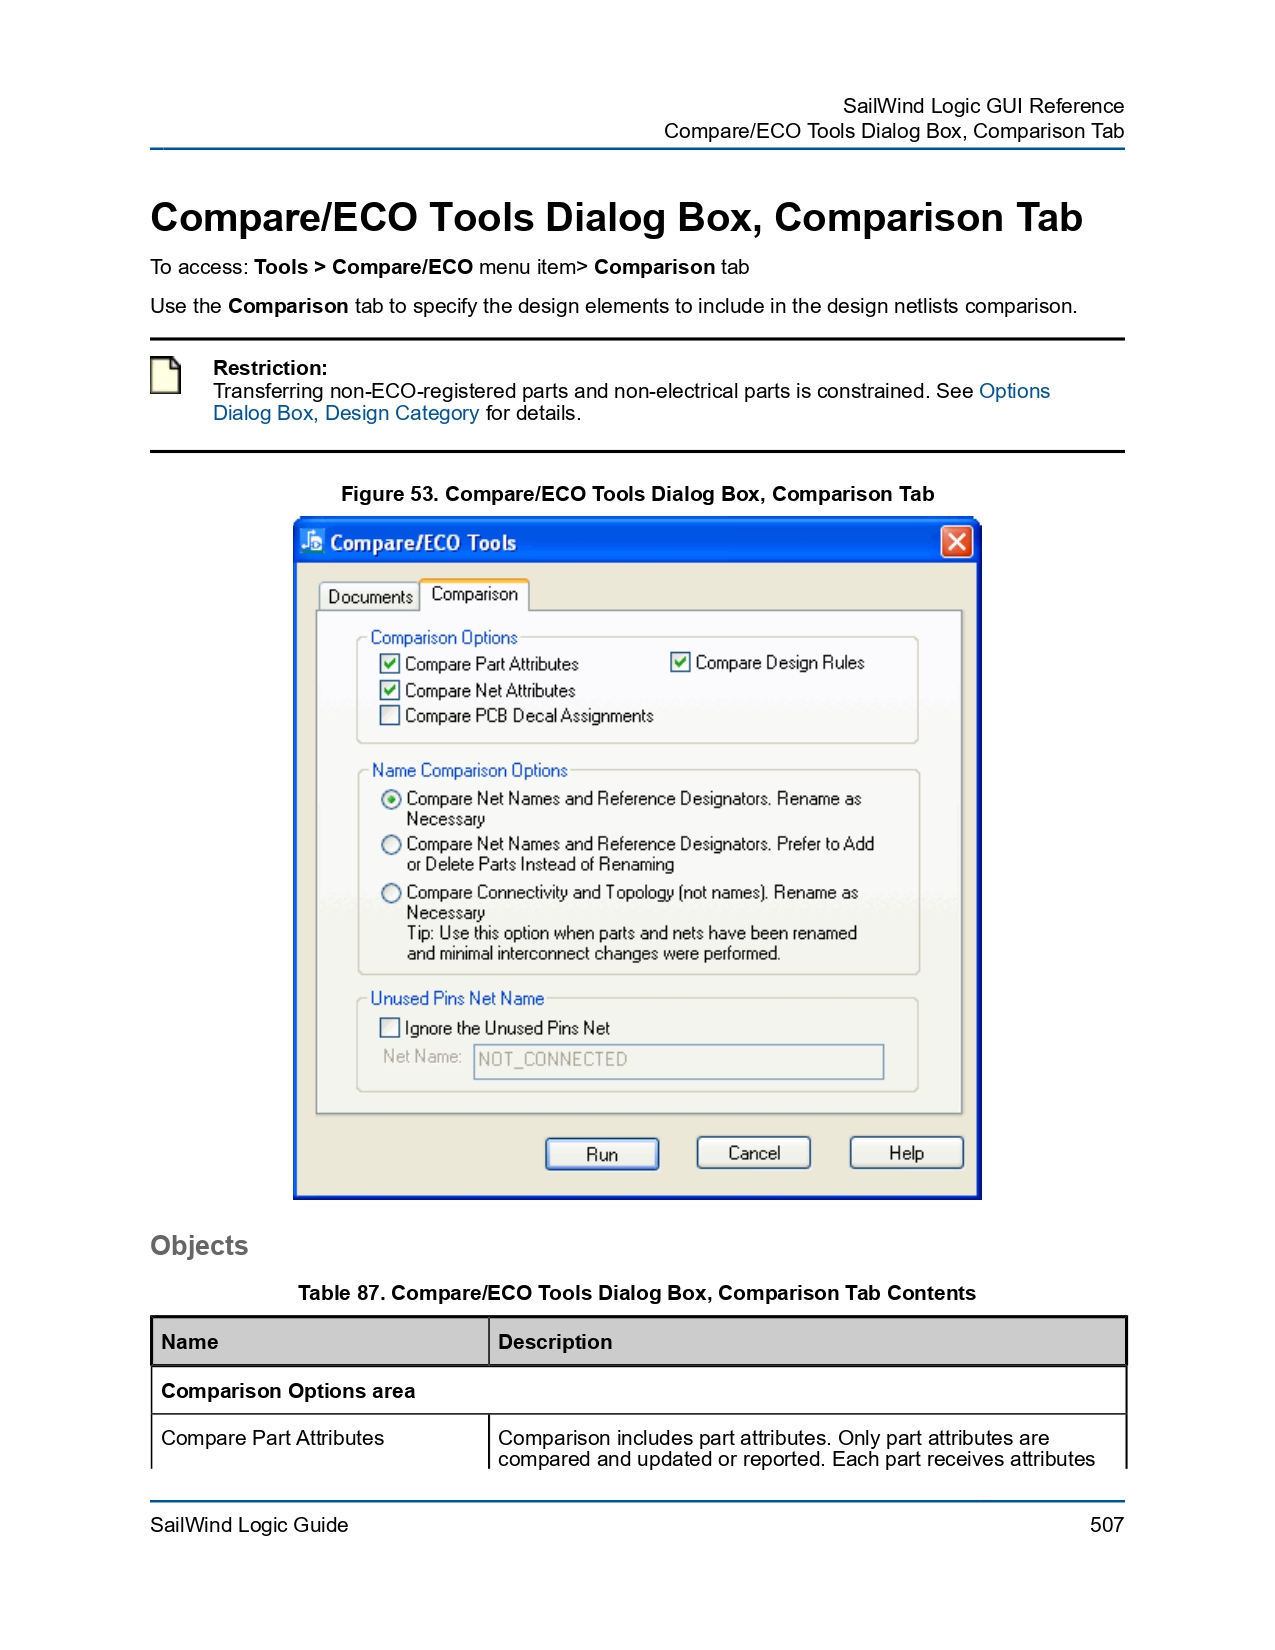 SailWind Logic GUI Reference
Compare/ECO Tools Dialog Box, Comparison Tab
Compare/ECO Tools Dialog Box, Comparison Tab
To access: Tools > Compare/ECO menu item> Comparison tab
Use the Comparison tab to specify the design elements to include in the design netlists comparison.
Restriction:
Transferring non-ECO-registered parts and non-electrical parts is constrained. See Options
Dialog Box, Design Category for details.
Figure 53. Compare/ECO Tools Dialog Box, Comparison Tab
Compare/ECO Tools
Documents Comparison
Comparison Options
Compare Part Attributes Compare Design Rules
Compare Net Attributes
Compare PCB Decal Assignments
Name Comparison Options
Compare Net Names and Reference Designators. Rename as
Necessary
Compare Net Names and Reference Designators. Prefer to Add
or Delete Parts Instead of Renaming
Compare Connectivity and Topology (not names). Rename as
Necessary
Tip: Use this option when parts and nets have been renamed
and minimal interconnect changes were performed.
Unused Pins Net Name
Ignore the Unused Pins Net
Net Name: NOT_CONNECTED
Run Cancel Help
Objects
Table 87. Compare/ECO Tools Dialog Box, Comparison Tab Contents
Name Description
Comparison Options area
Compare Part Attributes Comparison includes part attributes. Only part attributes are
compared and updated or reported. Each part receives attributes
SailWind Logic Guide 507